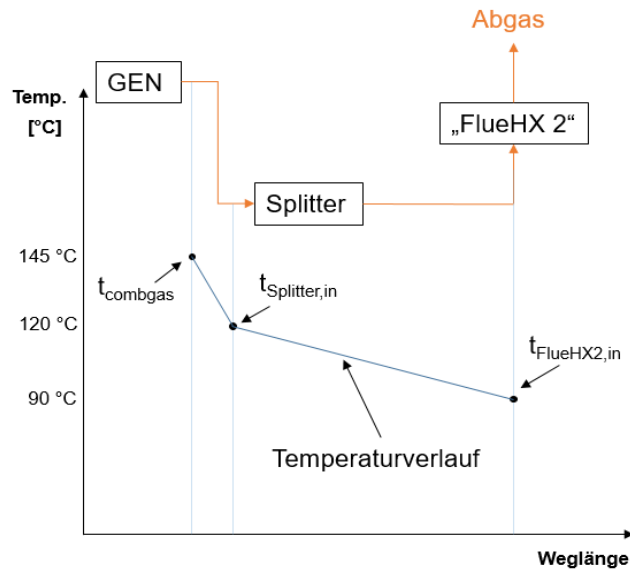 Abgas
GEN
Temp.
[°C]
„FlueHX 2“
Splitter
145 °C
t_combgas
t_Splitter,in
120 °C
t_FlueHX2,in
90 °C
Temperaturverlauf
Weglänge